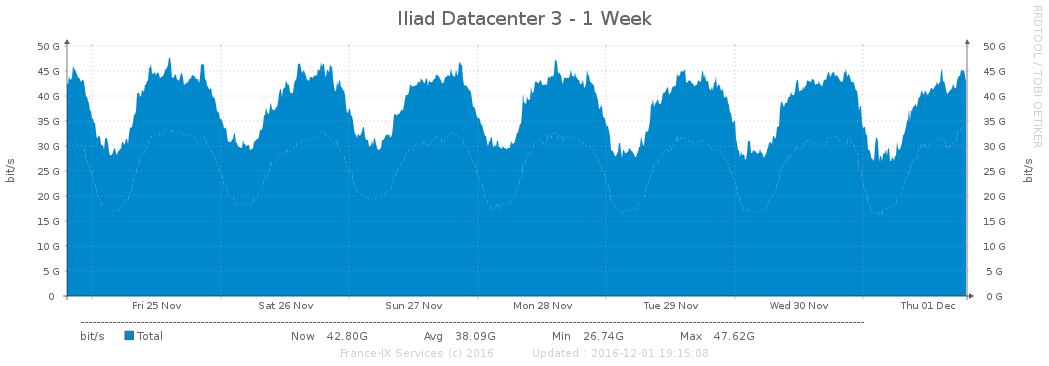 Iliad Datacenter 3 - 1 Week
RRDTOOL / TOBI OETIKER
50 G 50 G
45 G 45 G
40 G 40 G
35 G 35 G
30 G 30 G
25 G 25 G
20 G 20 G
15 G 15 G
10 G 10 G
5 G 5 G
0 0 G
bit/s bit/s
Fri 25 Nov Sat 26 Nov Sun 27 Nov Mon 28 Nov Tue 29 Nov Wed 30 Nov Thu 01 Dec
bit/s Total Now 42.80G Avg 38.09G Min 26.74G Max 47.62G
France-IX Services (c) 2016 Updated : 2016-12-01 19:15:08